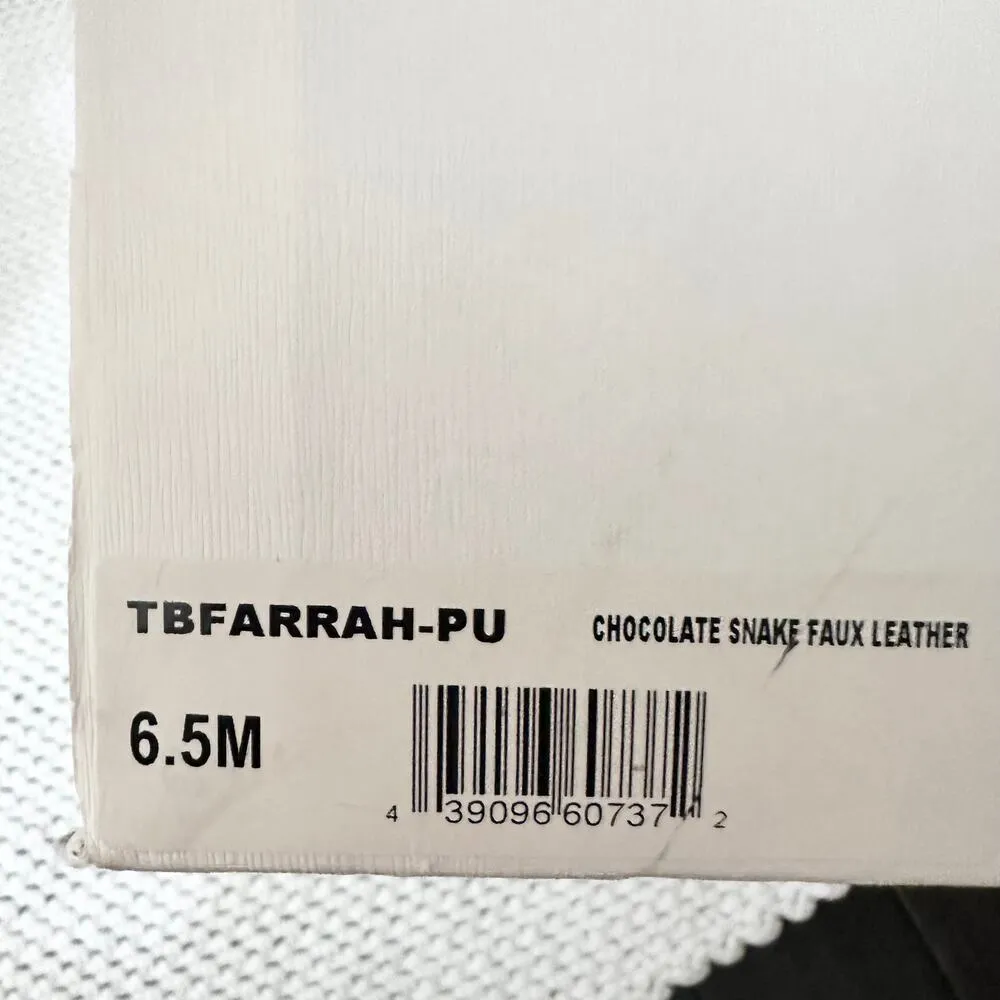 TBFARRAH-PU CHOCOLATE SNAKE FAUX LEATHER
6.5M
4 39096 60737 2